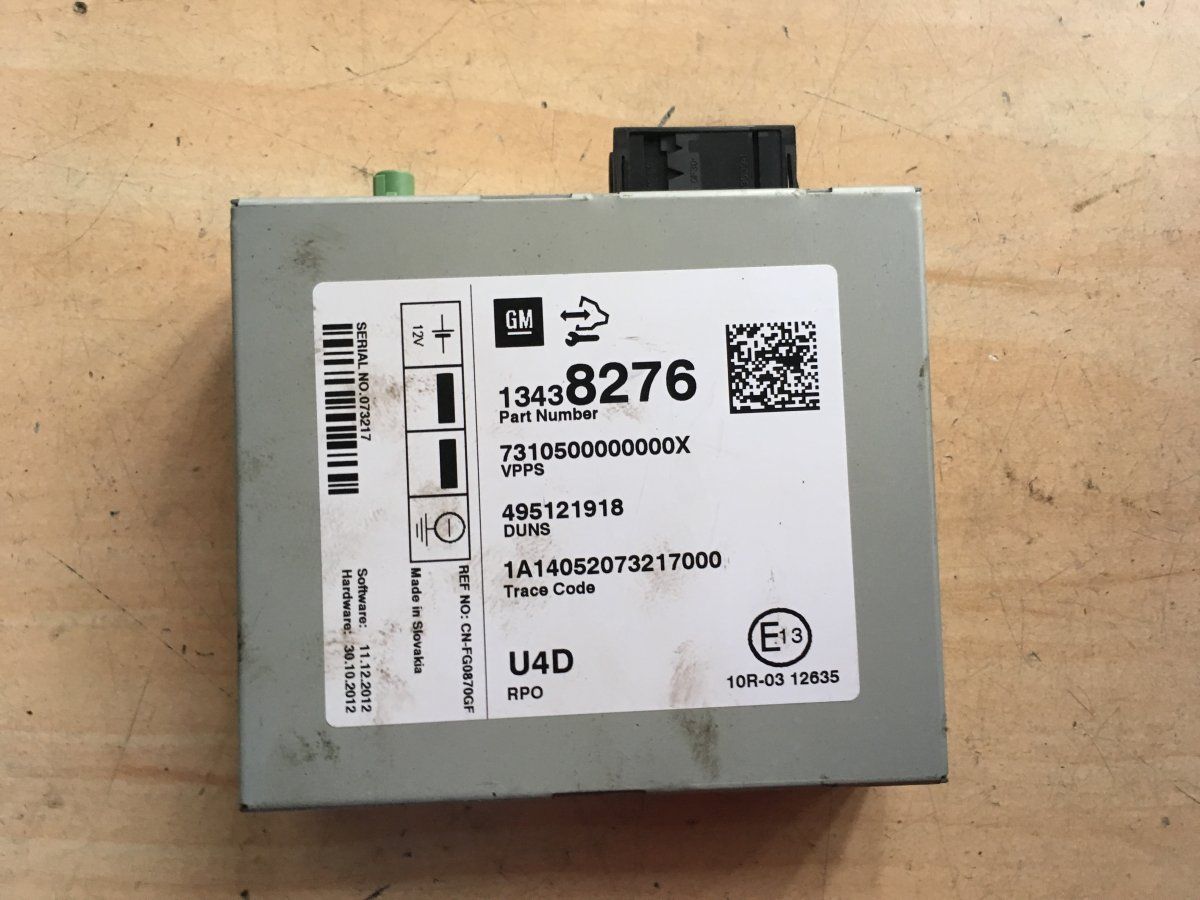 GM
13438276
Part Number
7310500000000X
VPPS
495121918
DUNS
1A14052073217000
Trace Code
U4D
RPO
E13
10R-03 12635
12V
SERIAL NO.073217
REF NO: CN-FG0870GF
Made in Slovakia
Software: 11.12.2012
Hardware: 30.10.2012